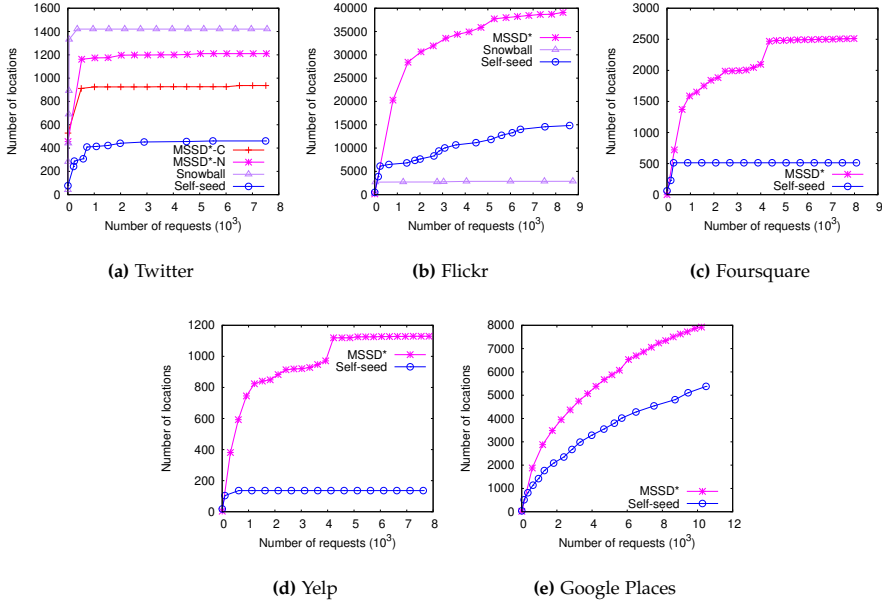 Number of locations
1600
1400
1200
1000
800
600
400
200
0
MSSD*-C
MSSD*-N
Snowball
Self-seed
0 1 2 3 4 5 6 7 8
Number of requests (10³)
(a) Twitter
Number of locations
40000
35000
30000
25000
20000
15000
10000
5000
0
MSSD*
Snowball
Self-seed
0 1 2 3 4 5 6 7 8 9
Number of requests (10³)
(b) Flickr
Number of locations
3000
2500
2000
1500
1000
500
0
MSSD*
Self-seed
0 1 2 3 4 5 6 7 8 9
Number of requests (10³)
(c) Foursquare
Number of locations
1200
1000
800
600
400
200
0
MSSD*
Self-seed
0 1 2 3 4 5 6 7 8
Number of requests (10³)
(d) Yelp
Number of locations
8000
7000
6000
5000
4000
3000
2000
1000
0
MSSD*
Self-seed
0 2 4 6 8 10 12
Number of requests (10³)
(e) Google Places